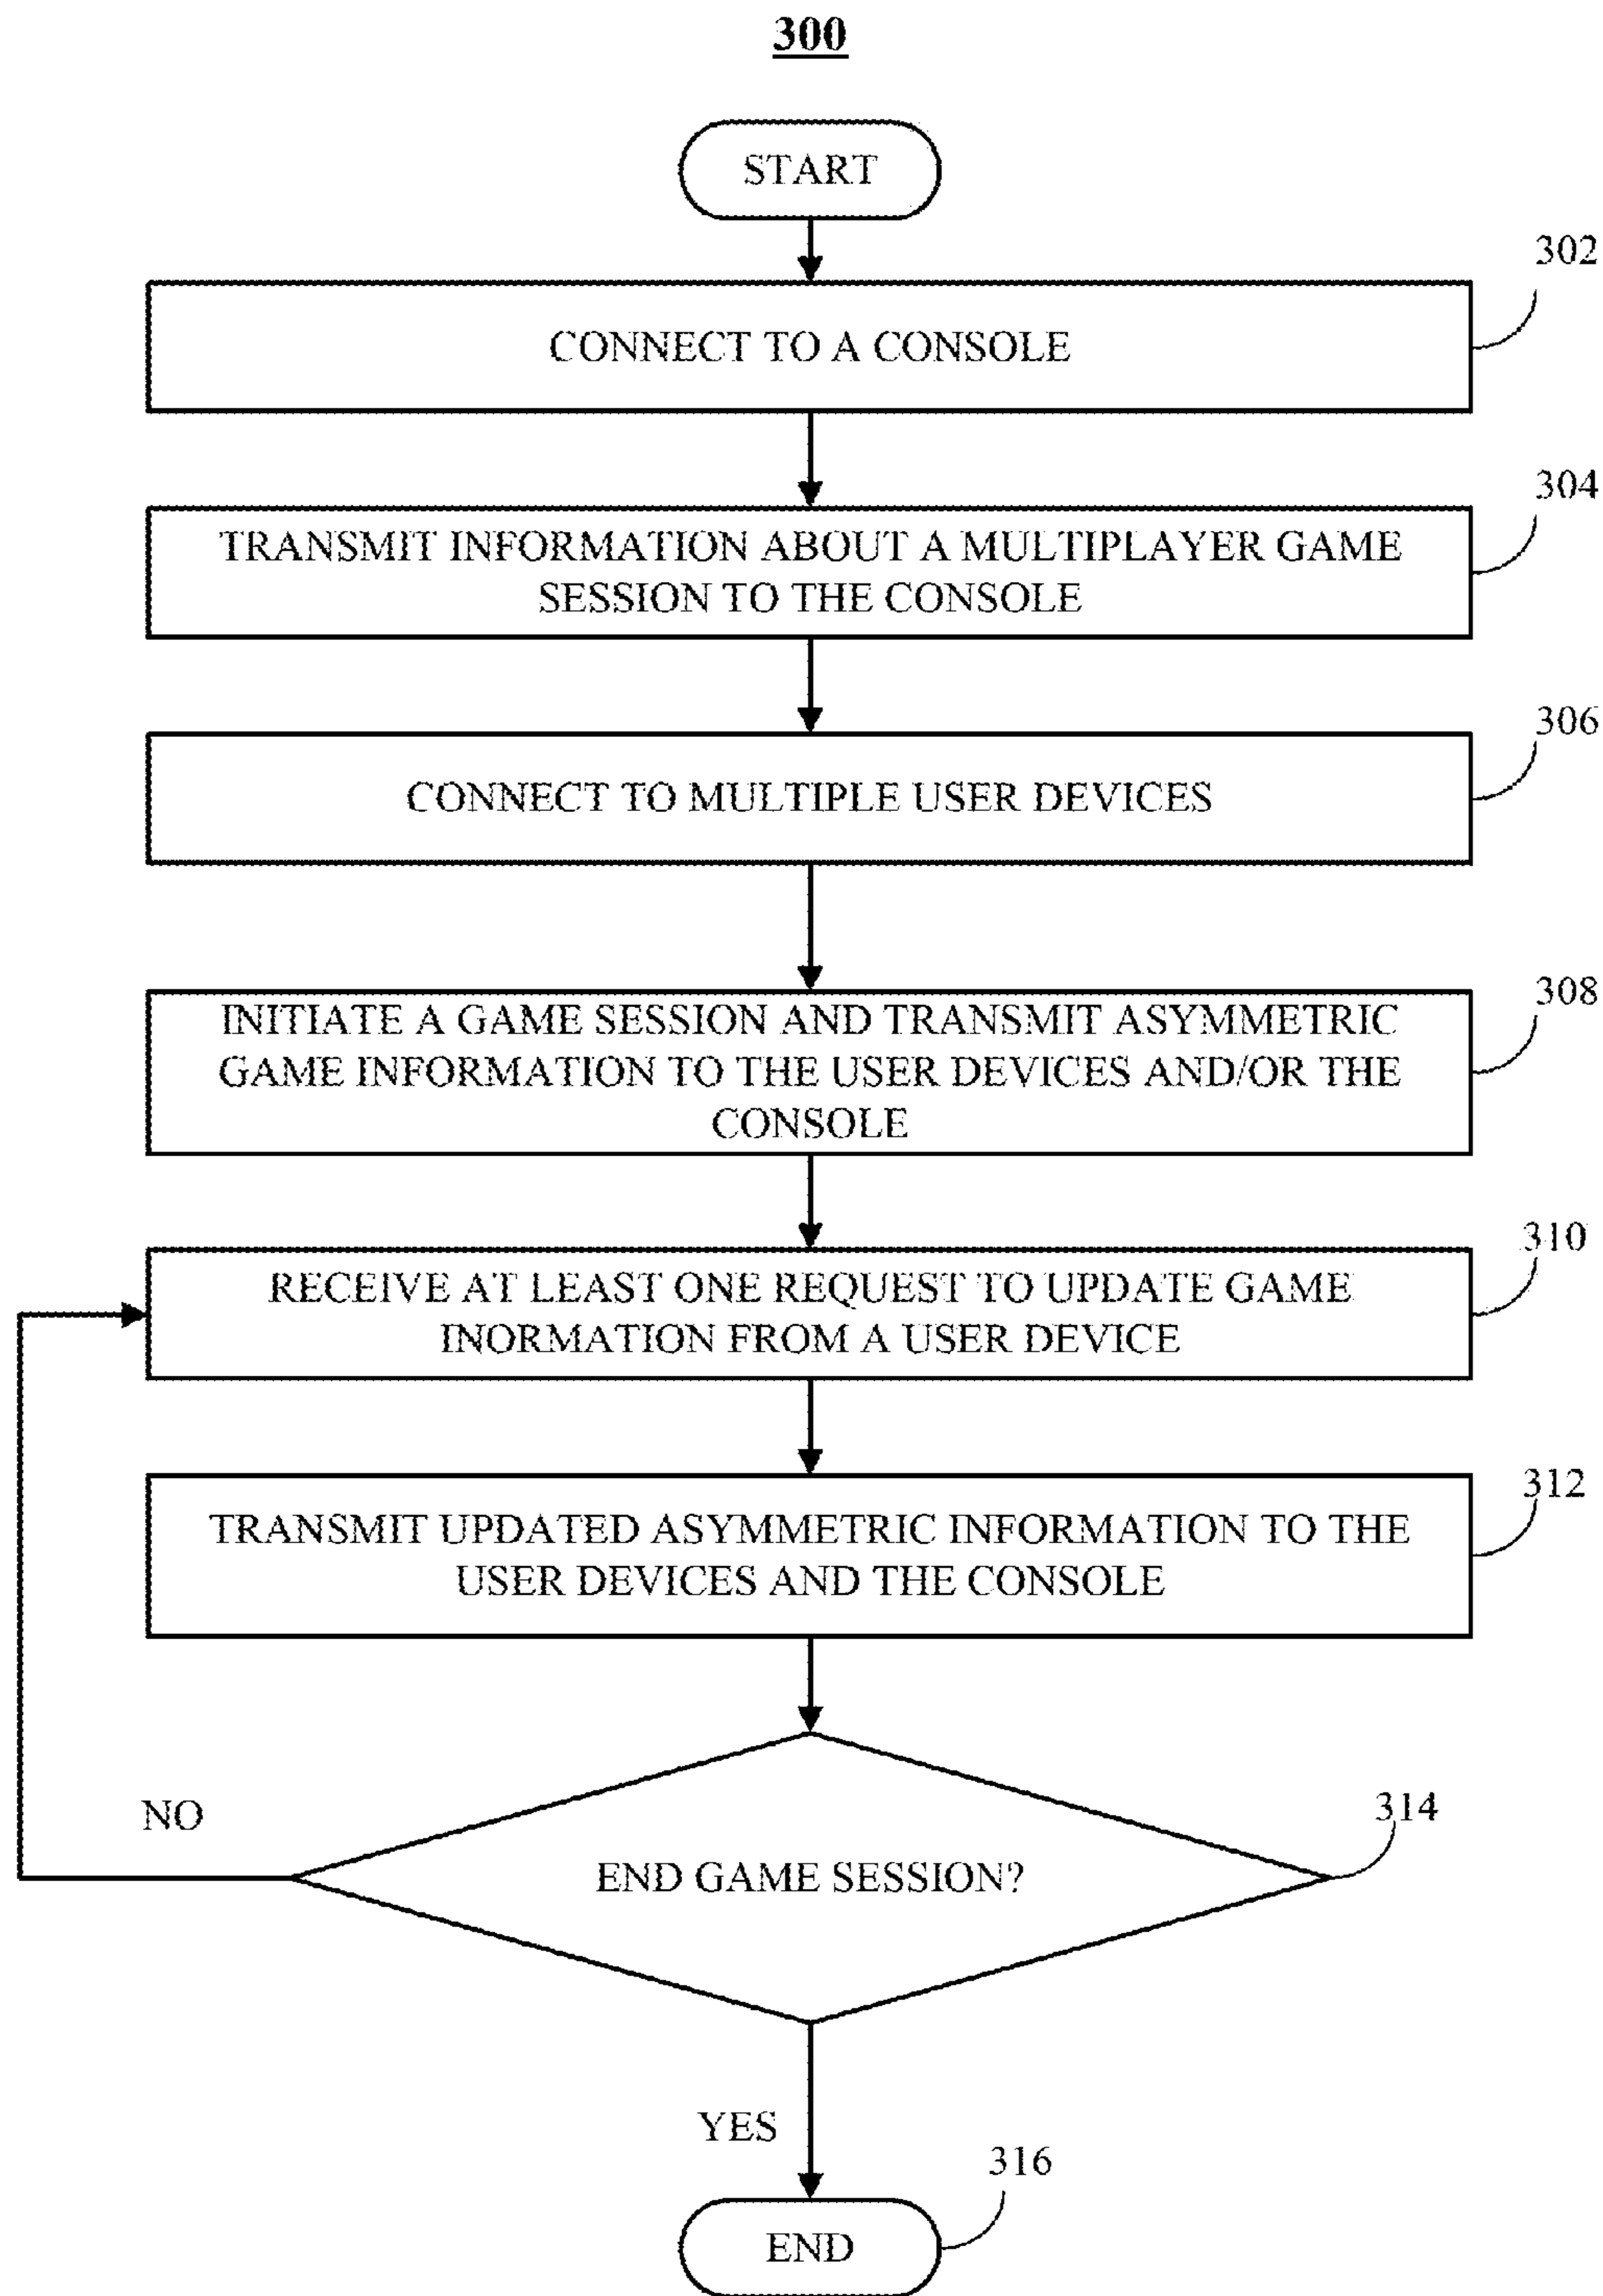 300
START
302
CONNECT TO A CONSOLE
304
TRANSMIT INFORMATION ABOUT A MULTIPLAYER GAME
SESSION TO THE CONSOLE
306
CONNECT TO MULTIPLE USER DEVICES
308
INITIATE A GAME SESSION AND TRANSMIT ASYMMETRIC
GAME INFORMATION TO THE USER DEVICES AND/OR THE
CONSOLE
310
RECEIVE AT LEAST ONE REQUEST TO UPDATE GAME
INORMATION FROM A USER DEVICE
312
TRANSMIT UPDATED ASYMMETRIC INFORMATION TO THE
USER DEVICES AND THE CONSOLE
314
NO
END GAME SESSION?
YES
316
END